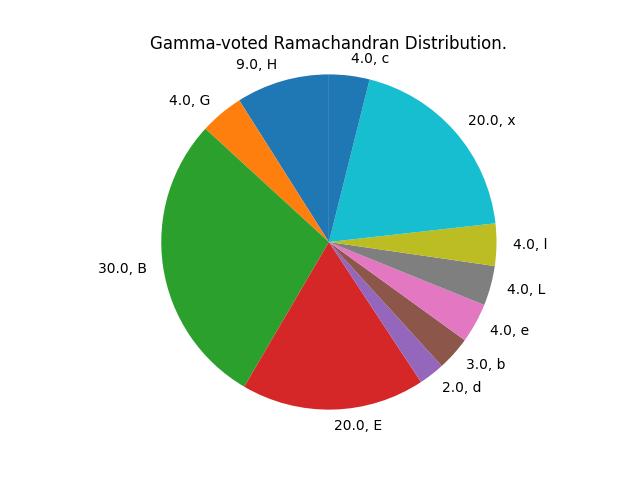 Gamma-voted Ramachandran Distribution.
4.0, c
9.0, H
4.0, G
20.0, x
30.0, B
4.0, l
4.0, L
4.0, e
3.0, b
2.0, d
20.0, E